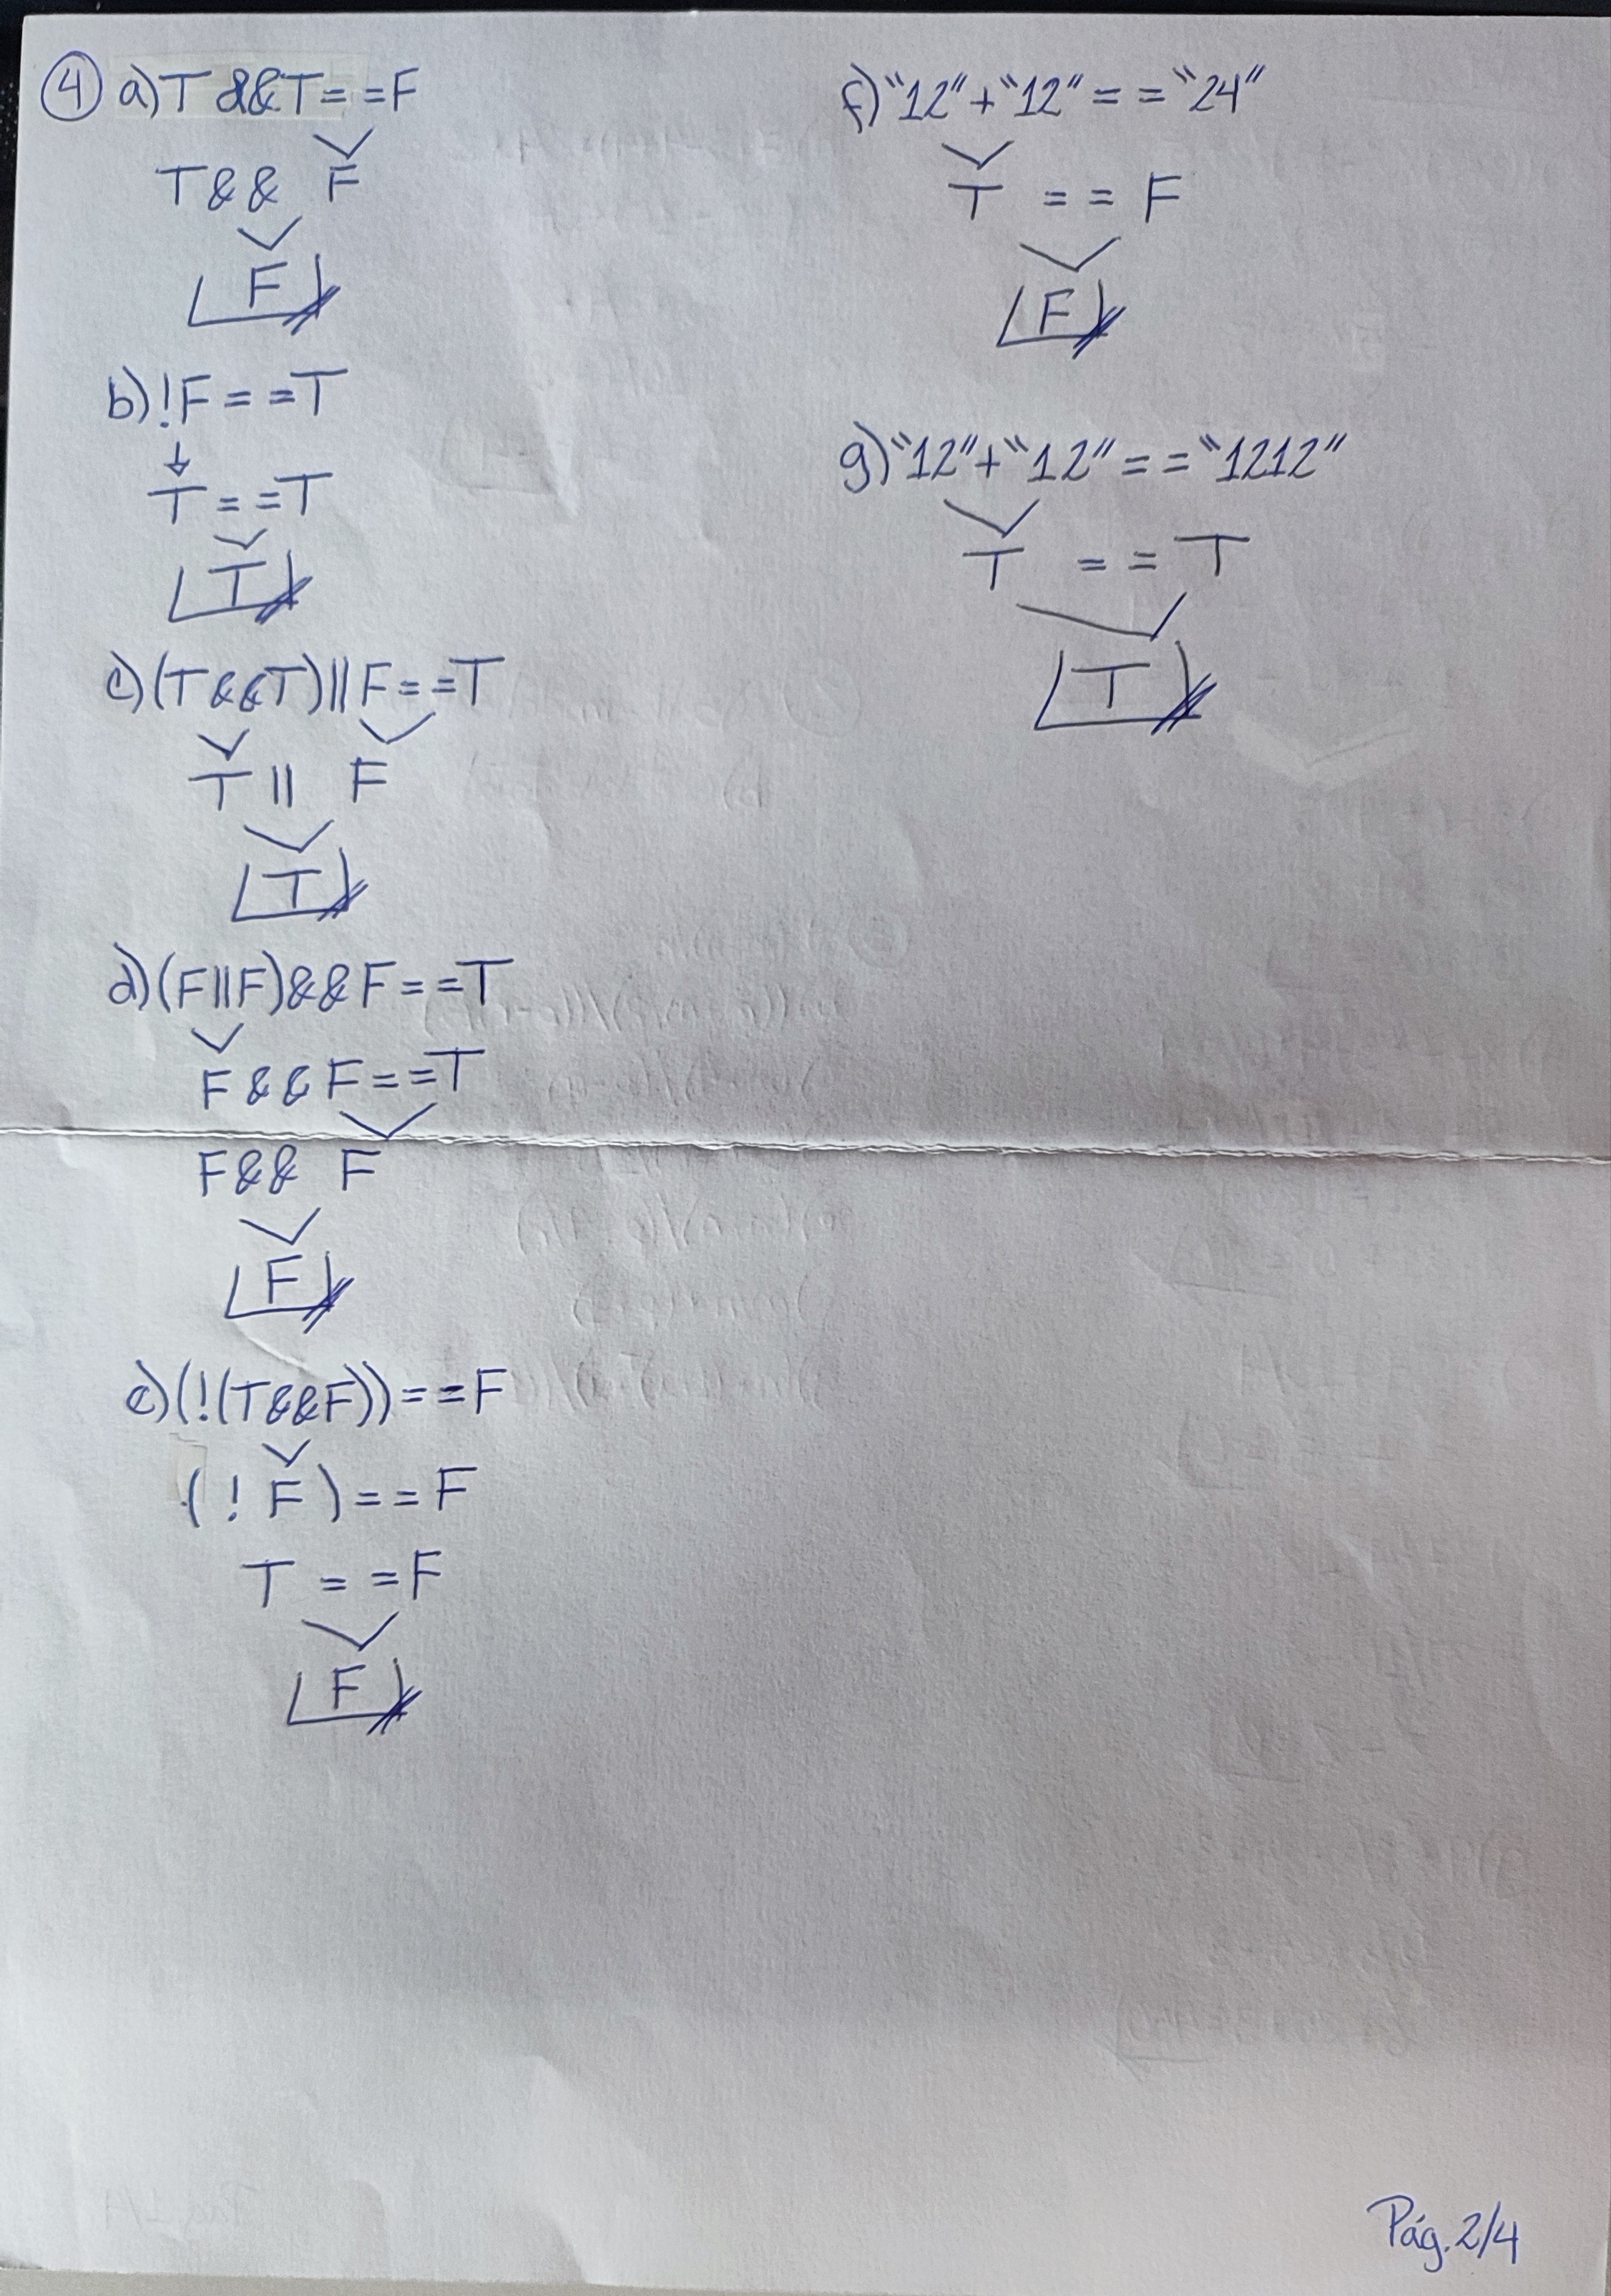 ④ a) T && T == F
T && F
F
b) !F == T
T == T
T
c) (T && T) || F == T
T || F
T
d) (F || F) && F == T
F && F == T
F && F
F
e) (!(T && F)) == F
(! F) == F
T == F
F
f) "12" + "12" == "24"
T == F
F
g) "12" + "12" == "1212"
T == T
T
Pág. 2/4